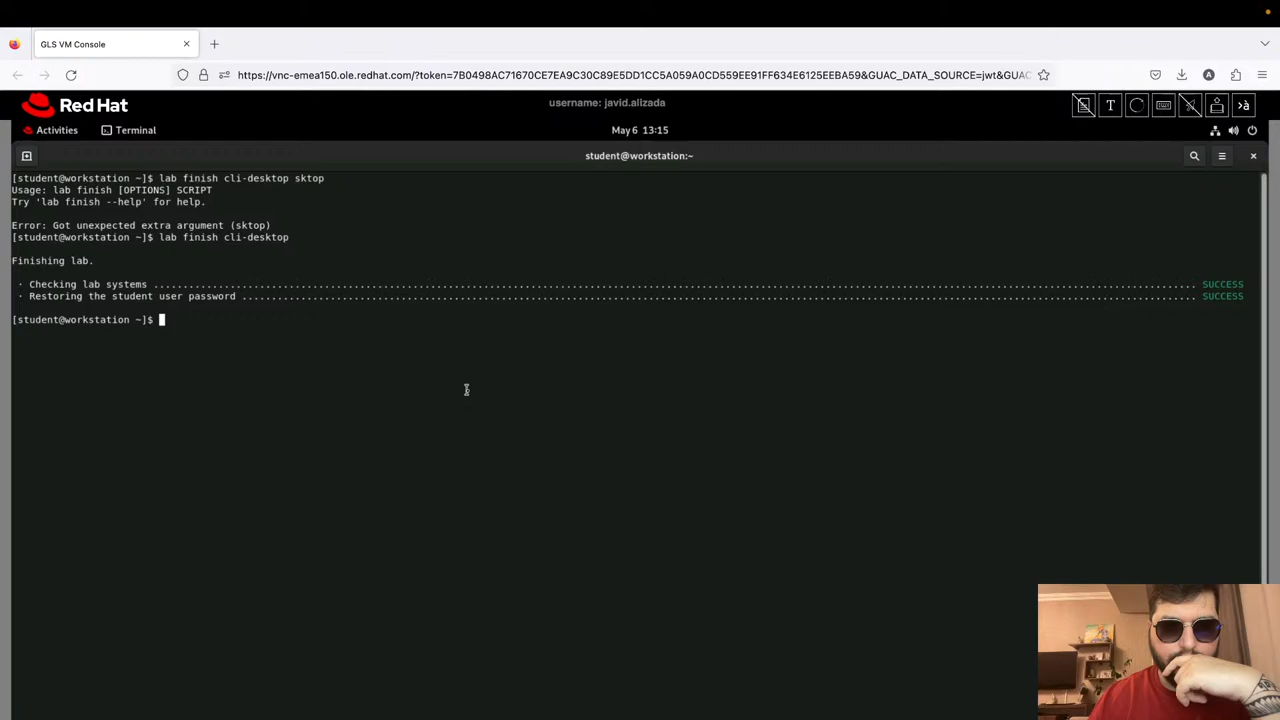 GLS VM Console
https://vnc-emea150.ole.redhat.com/?token=7B0498AC71670CE7EA9C30C89E5DD1CC5A059A0CD559EE91FF634E6125EEBA59&GUAC_DATA_SOURCE=jwt&GUAC
A
Red Hat
username: javid.alizada
T
›à
Activities
Terminal
May 6 13:15
student@workstation:~
[student@workstation ~]$ lab finish cli-desktop sktop
Usage: lab finish [OPTIONS] SCRIPT
Try 'lab finish --help' for help.
Error: Got unexpected extra argument (sktop)
[student@workstation ~]$ lab finish cli-desktop
Finishing lab.
· Checking lab systems ................................................................................ SUCCESS
· Restoring the student user password ................................................................................ SUCCESS
[student@workstation ~]$